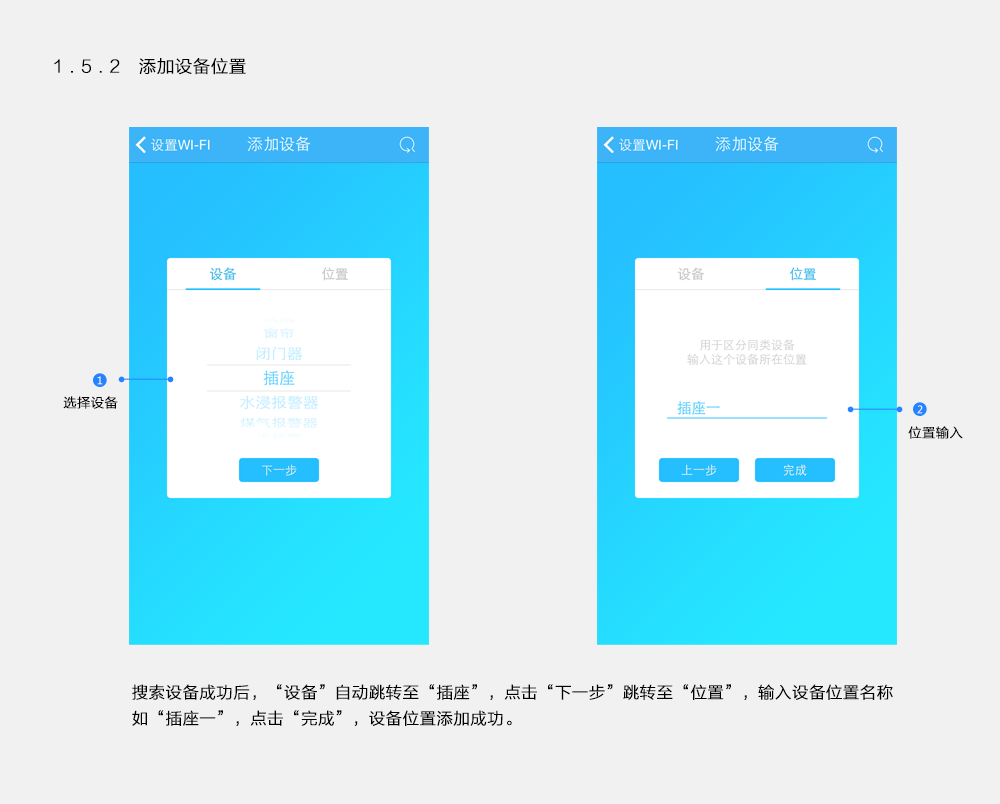 1.5.2 添加设备位置
设置WI-FI 添加设备
设备 位置
窗帘
闭门器
插座
水浸报警器
煤气报警器
下一步
1
选择设备
设置WI-FI 添加设备
设备 位置
用于区分同类设备
输入这个设备所在位置
插座一
上一步 完成
2
位置输入
搜索设备成功后，“设备”自动跳转至“插座”，点击“下一步”跳转至“位置”，输入设备位置名称
如“插座一”，点击“完成”，设备位置添加成功。